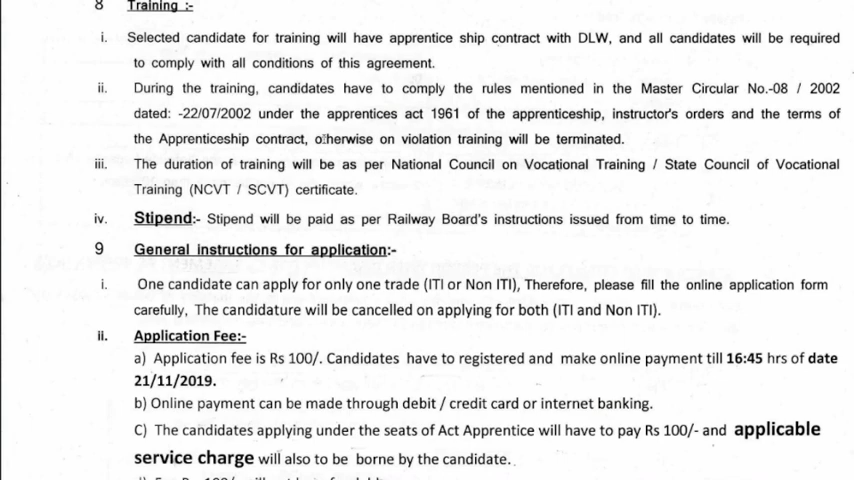 8 Training :-
i. Selected candidate for training will have apprentice ship contract with DLW, and all candidates will be required
to comply with all conditions of this agreement.
ii. During the training, candidates have to comply the rules mentioned in the Master Circular No.-08 / 2002
dated: -22/07/2002 under the apprentices act 1961 of the apprenticeship, instructor's orders and the terms of
the Apprenticeship contract, otherwise on violation training will be terminated.
iii. The duration of training will be as per National Council on Vocational Training / State Council of Vocational
Training (NCVT / SCVT) certificate.
iv. Stipend:- Stipend will be paid as per Railway Board's instructions issued from time to time.
9 General instructions for application:-
i. One candidate can apply for only one trade (ITI or Non ITI), Therefore, please fill the online application form
carefully, The candidature will be cancelled on applying for both (ITI and Non ITI).
ii. Application Fee:-
a) Application fee is Rs 100/. Candidates have to registered and make online payment till 16:45 hrs of date
21/11/2019.
b) Online payment can be made through debit / credit card or internet banking.
C) The candidates applying under the seats of Act Apprentice will have to pay Rs 100/- and applicable
service charge will also to be borne by the candidate.